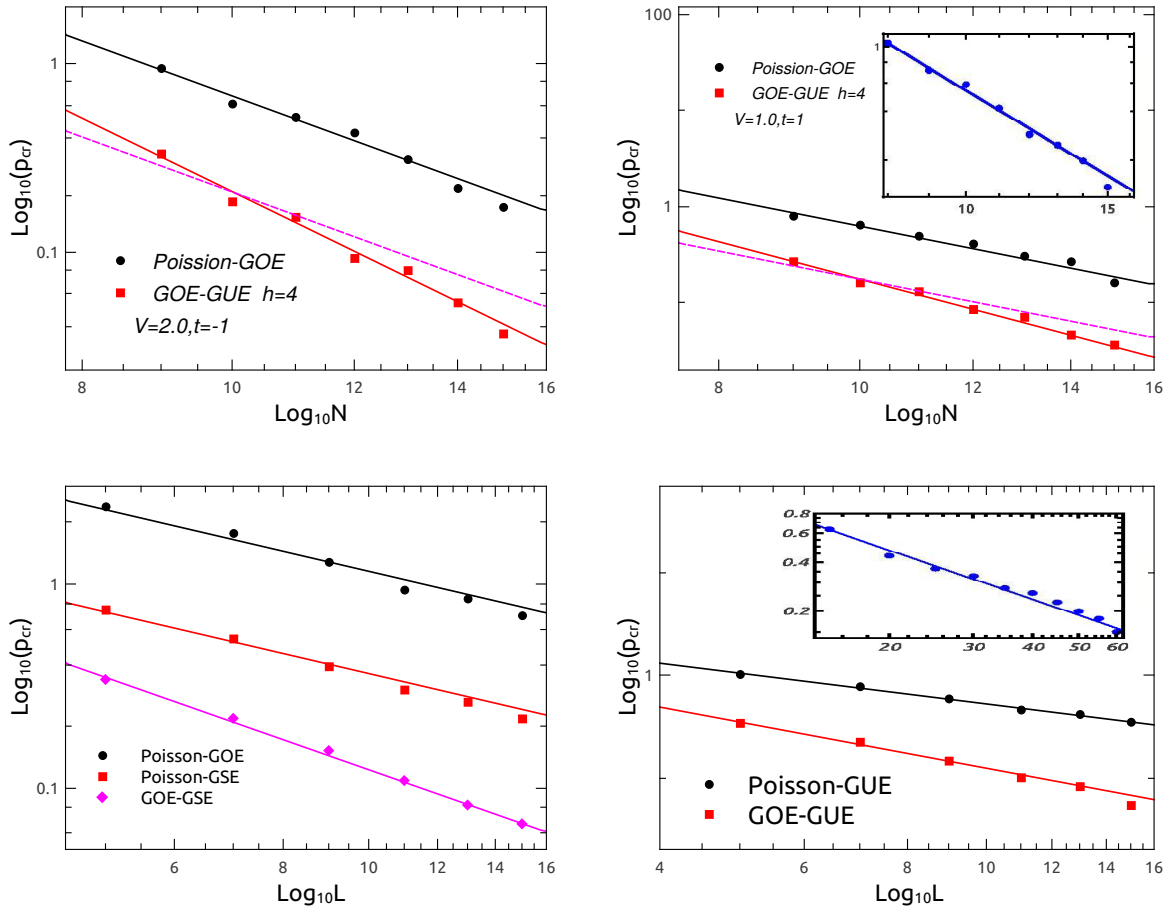 1
0.1
8
10
12
14
16
Log₁₀(p_cr)
Log₁₀N
Poission-GOE
GOE-GUE h=4
V=2.0,t=-1
100
1
8
10
12
14
16
Log₁₀(p_cr)
Log₁₀N
Poission-GOE
GOE-GUE h=4
V=1.0,t=1
1
10
15
1
0.1
6
8
10
12
14
16
Log₁₀(p_cr)
Log₁₀L
Poisson-GOE
Poisson-GSE
GOE-GSE
1
4
6
8
10
12
14
16
Log₁₀(p_cr)
Log₁₀L
Poisson-GUE
GOE-GUE
0.8
0.6
0.4
0.2
20
30
40
50
60